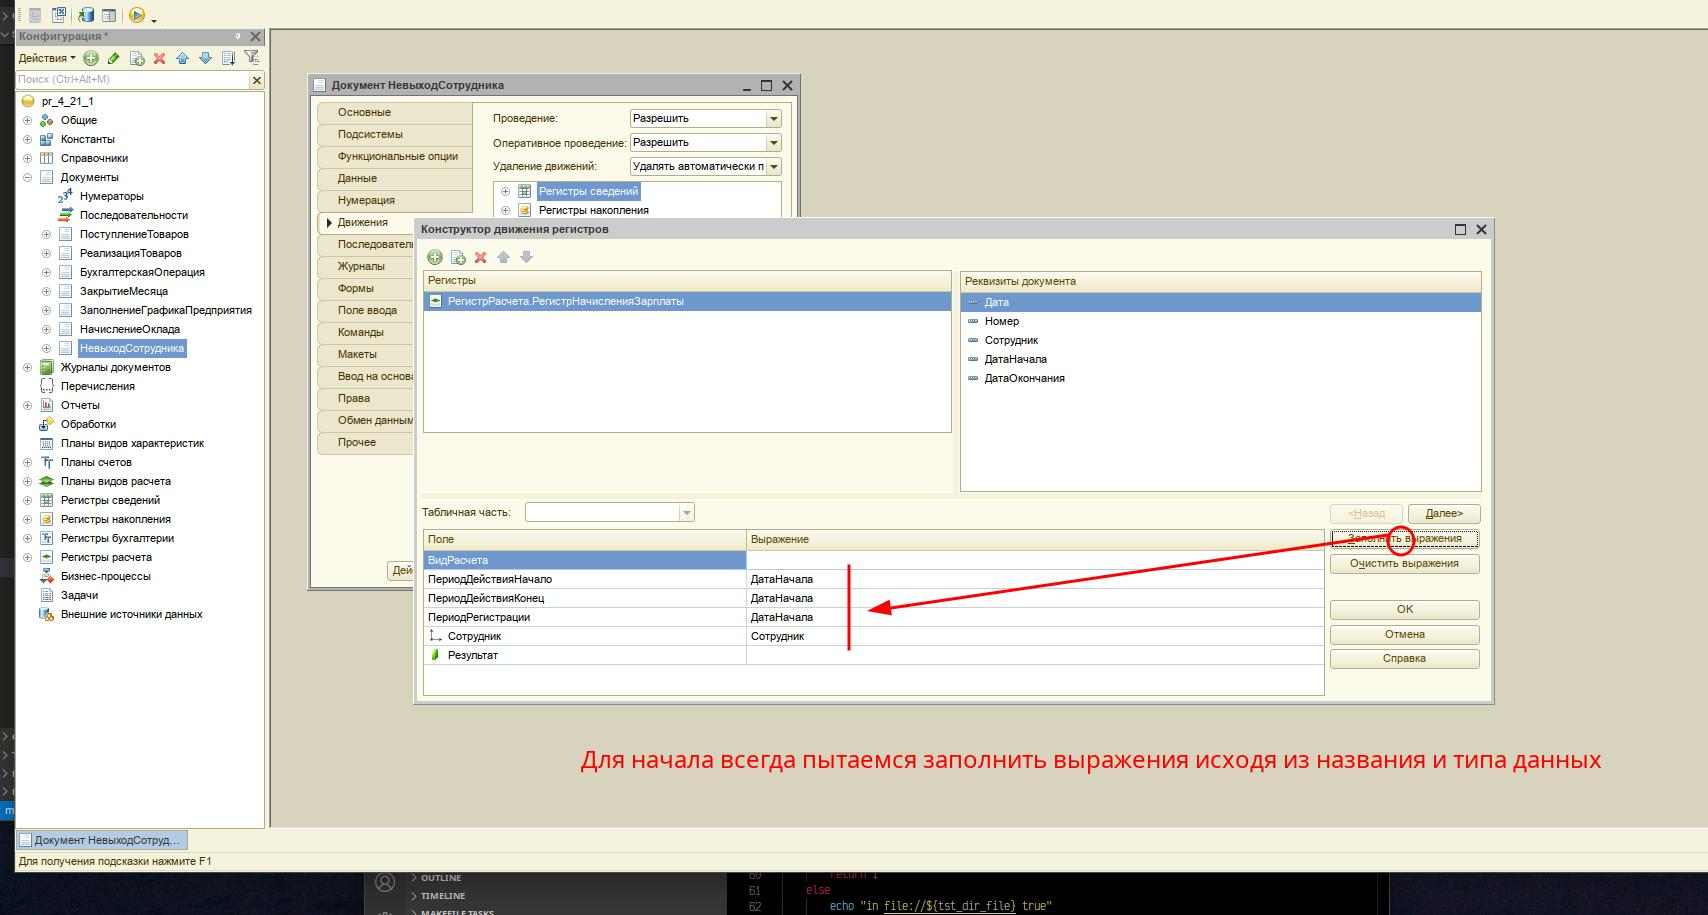 Конфигурация *
Действия
Поиск (Ctrl+Alt+M)
pr_4_21_1
Общие
Константы
Справочники
Документы
Нумераторы
Последовательности
ПоступлениеТоваров
РеализацияТоваров
БухгалтерскаяОперация
ЗакрытиеМесяца
ЗаполнениеГрафикаПредприятия
НачислениеОклада
НевыходСотрудника
Журналы документов
Перечисления
Отчеты
Обработки
Планы видов характеристик
Планы счетов
Планы видов расчета
Регистры сведений
Регистры накопления
Регистры бухгалтерии
Регистры расчета
Бизнес-процессы
Задачи
Внешние источники данных
Документ НевыходСотрудника
Основные
Подсистемы
Функциональные опции
Данные
Нумерация
Движения
Последовател
Журналы
Формы
Поле ввода
Команды
Макеты
Ввод на основа
Права
Обмен данным
Прочее
Дей
Проведение: Разрешить
Оперативное проведение: Разрешить
Удаление движений: Удалять автоматически п
Регистры сведений
Регистры накопления
Конструктор движения регистров
Регистры
РегистрРасчета.РегистрНачисленияЗарплаты
Реквизиты документа
Дата
Номер
Сотрудник
ДатаНачала
ДатаОкончания
Табличная часть:
<Назад Далее>
Заполнить выражения
Очистить выражения
OK
Отмена
Справка
Поле Выражение
ВидРасчета
ПериодДействияНачало ДатаНачала
ПериодДействияКонец ДатаНачала
ПериодРегистрации ДатаНачала
Сотрудник Сотрудник
Результат
Для начала всегда пытаемся заполнить выражения исходя из названия и типа данных
Документ НевыходСотруд...
Для получения подсказки нажмите F1
OUTLINE
TIMELINE
MAKEFILE TASKS
60 return 1
61 else
62 echo "in file://${tst_dir_file} true"